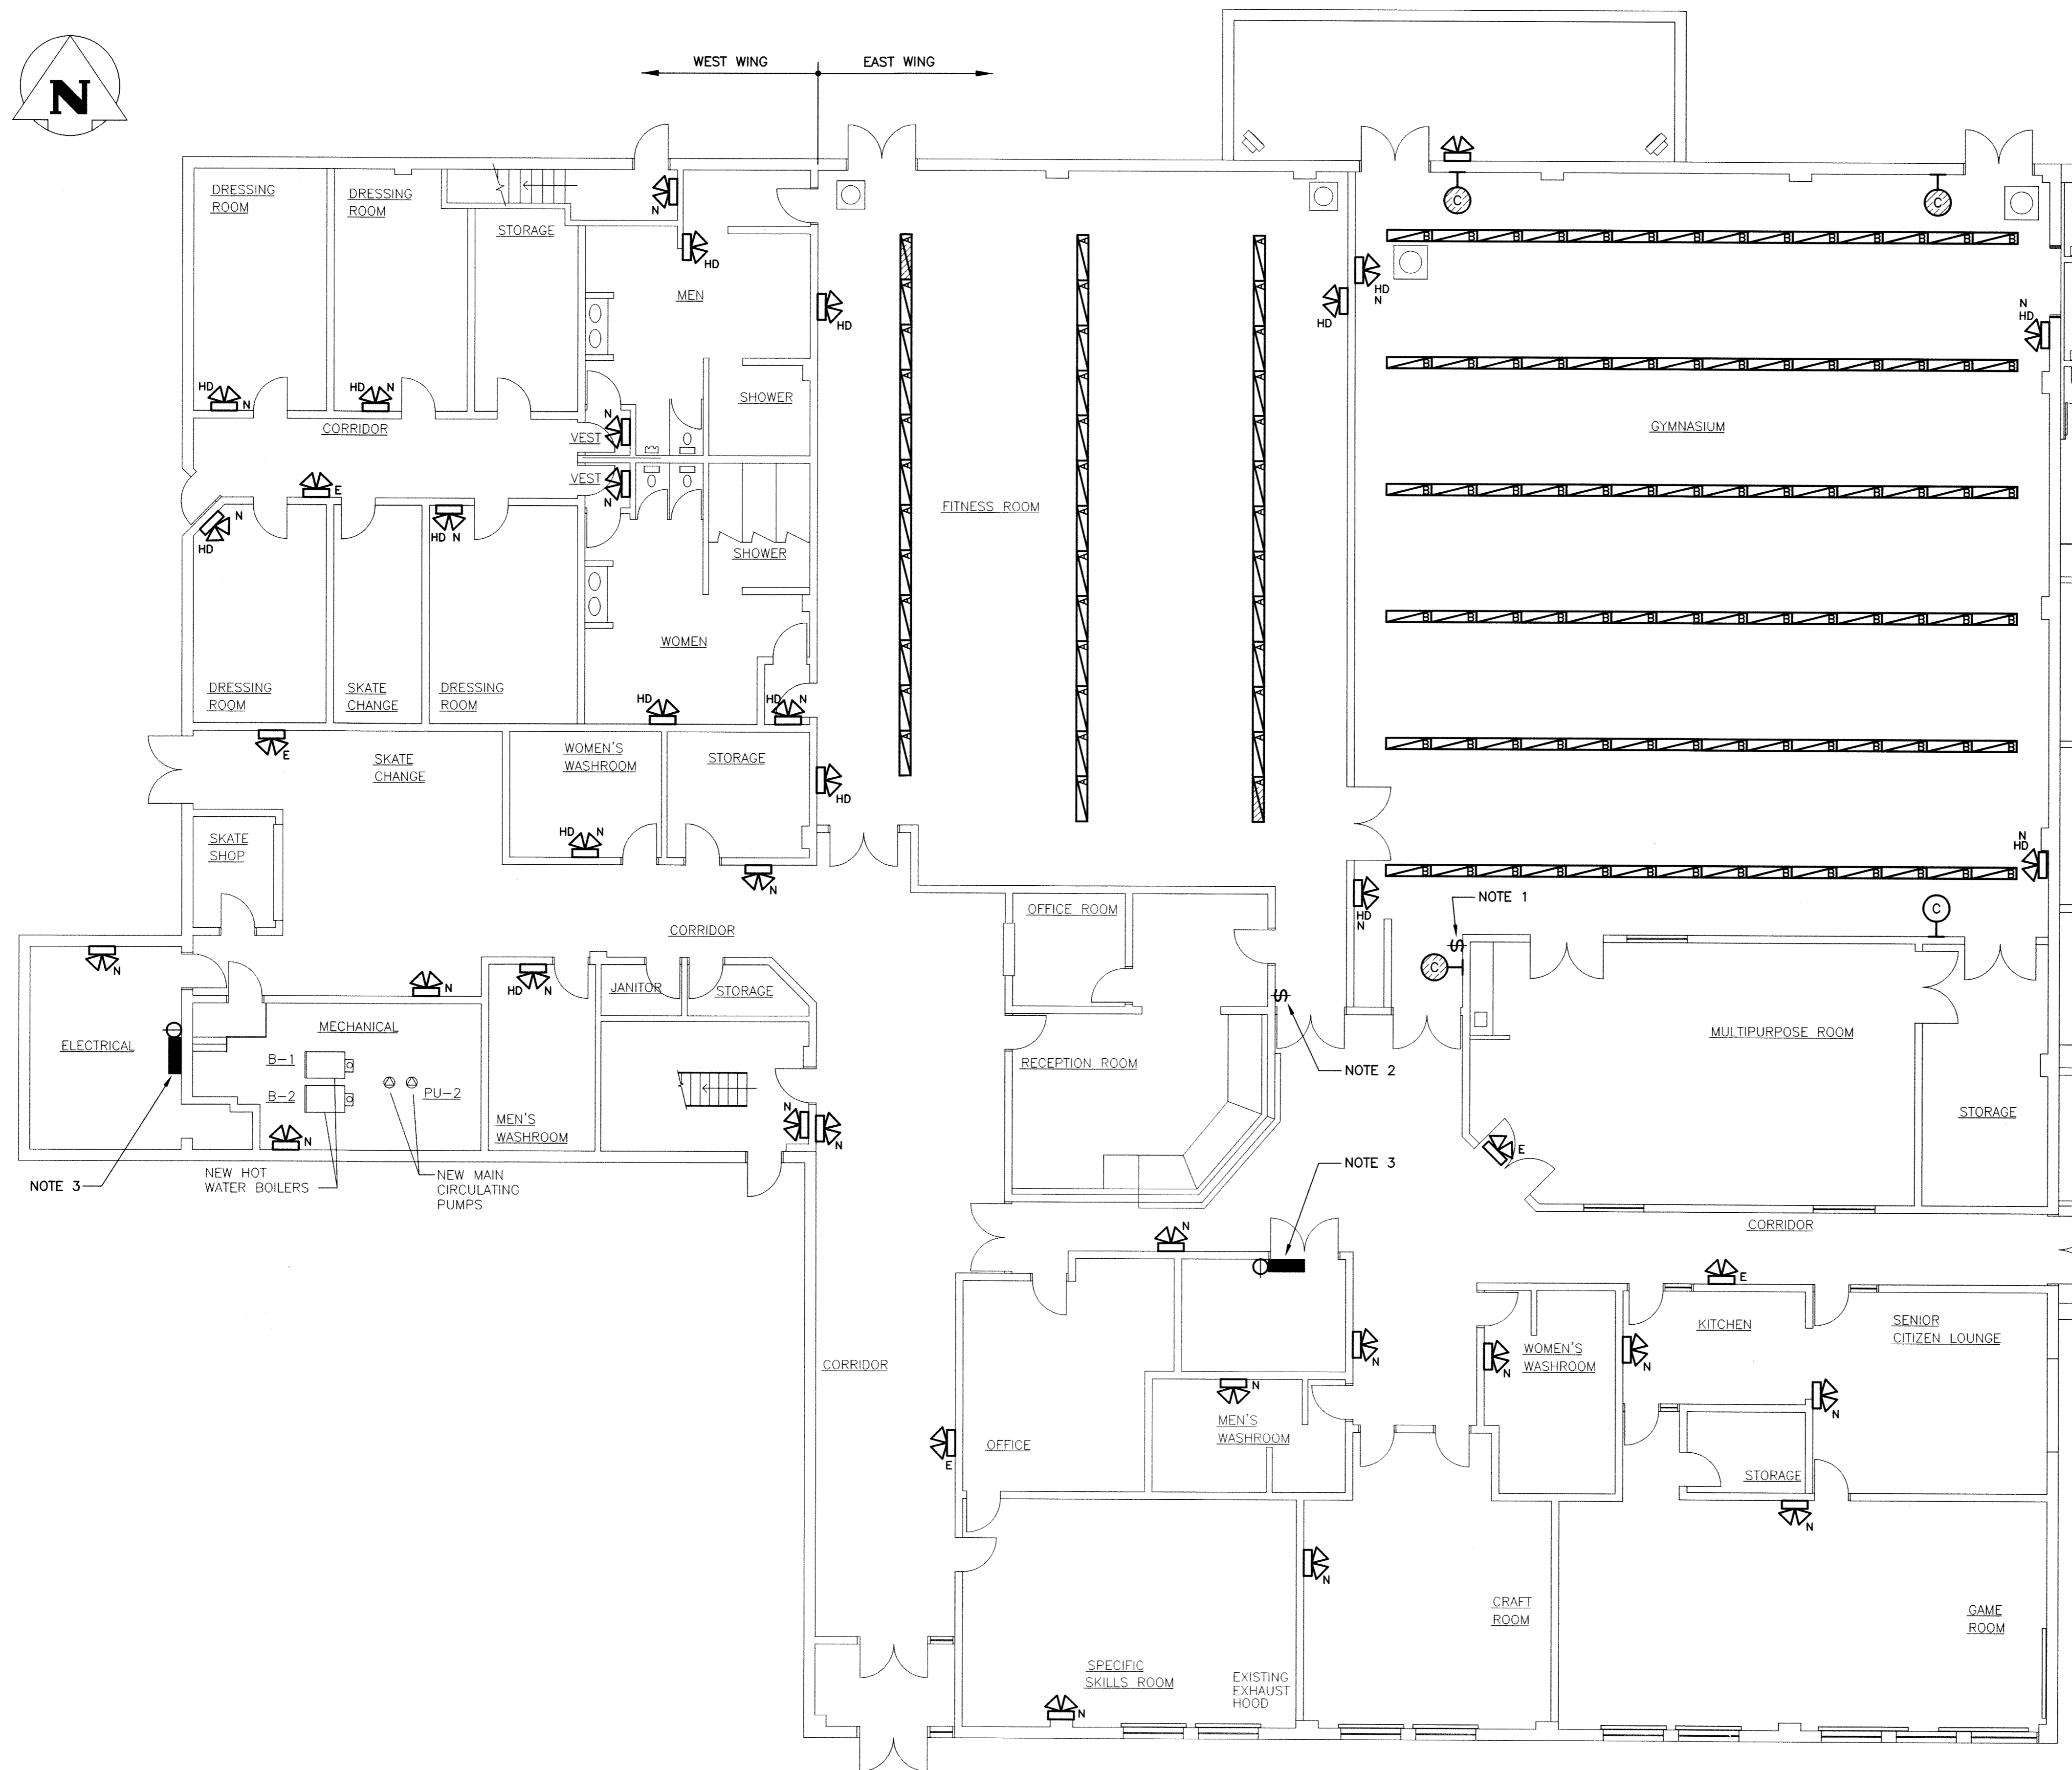 N
WEST WING
EAST WING
DRESSING
ROOM
DRESSING
ROOM
STORAGE
N
HD
MEN
HD
HD
N
HD
N
HD
C
C
HD
N
HD
N
SHOWER
GYMNASIUM
CORRIDOR
VEST
N
VEST
N
E
N
HD
HD N
FITNESS ROOM
SHOWER
WOMEN
DRESSING
ROOM
SKATE
CHANGE
DRESSING
ROOM
HD
HD
N
E
SKATE
CHANGE
WOMEN'S
WASHROOM
STORAGE
HD
HD
N
SKATE
SHOP
N
A A A A A A A A A A A A
A A A A A A A A A A A A A
A A A A A A A A A A A A A
B B B B B B B B B B B B B B
B B B B B B B B B B B B B B
B B B B B B B B B B B B B B
B B B B B B B B B B B B B B
B B B B B B B B B B B B B B
B B B B B B B B B B B B B B
N
HD
HD
N
NOTE 1
C
S
C
OFFICE ROOM
CORRIDOR
N
N
HD
N
JANITOR
STORAGE
S
NOTE 2
MECHANICAL
ELECTRICAL
B-1
B-2
PU-2
N
MEN'S
WASHROOM
N
N
RECEPTION ROOM
MULTIPURPOSE ROOM
STORAGE
E
NOTE 3
NEW HOT
WATER BOILERS
NEW MAIN
CIRCULATING
PUMPS
NOTE 3
N
CORRIDOR
E
CORRIDOR
N
N
WOMEN'S
WASHROOM
N
KITCHEN
SENIOR
CITIZEN LOUNGE
N
N
MEN'S
WASHROOM
OFFICE
E
STORAGE
N
N
CRAFT
ROOM
GAME
ROOM
SPECIFIC
SKILLS ROOM
EXISTING
EXHAUST
HOOD
N